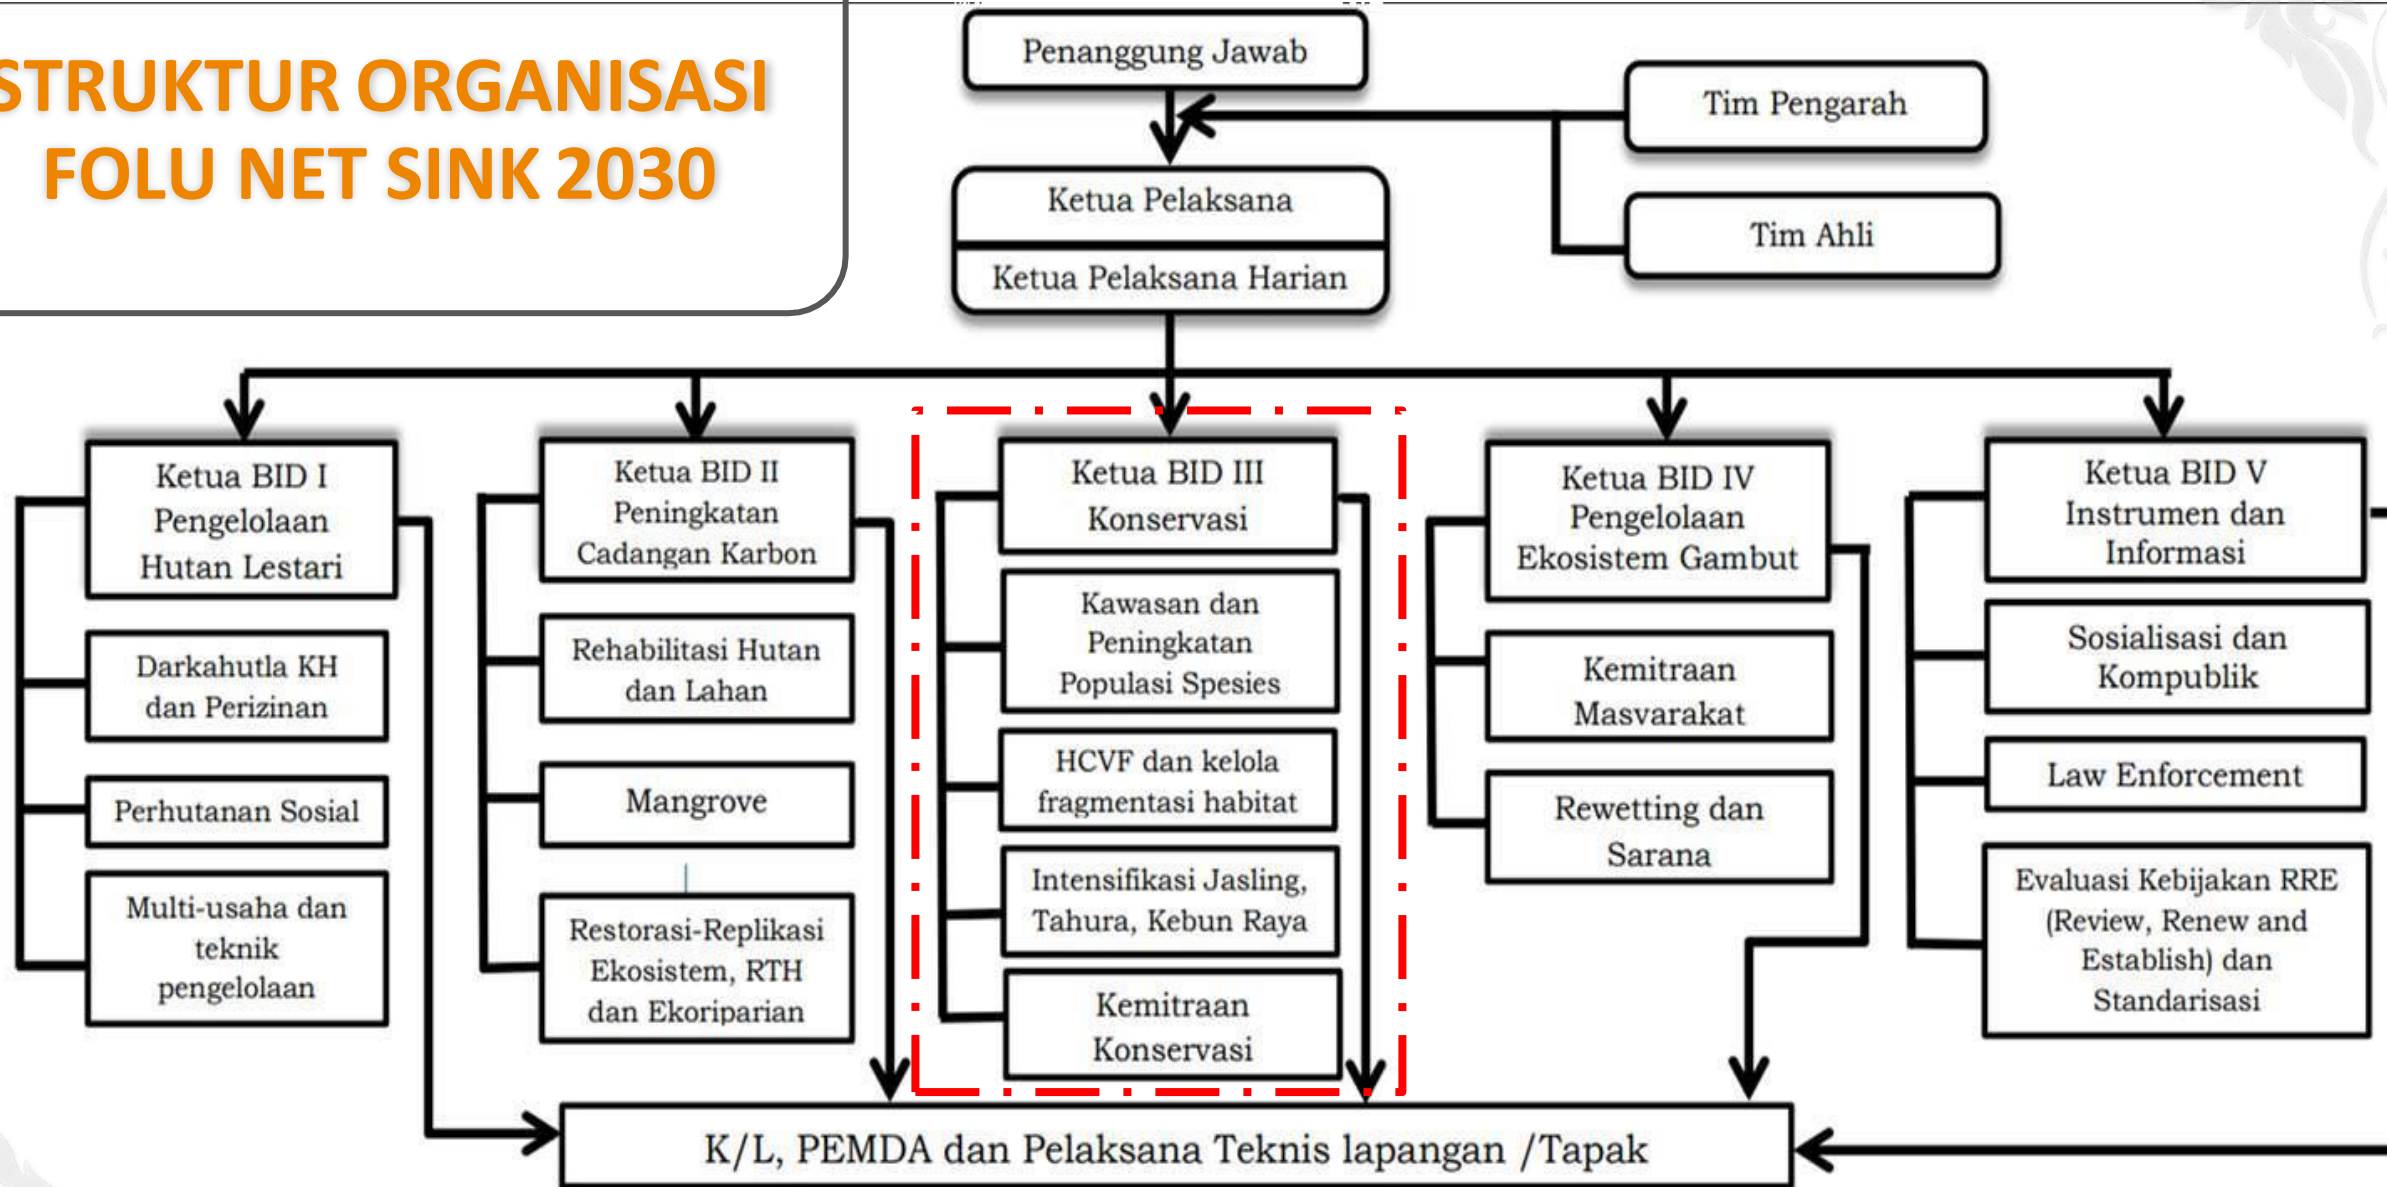 STRUKTUR ORGANISASI
FOLU NET SINK 2030
Penanggung Jawab
Tim Pengarah
Tim Ahli
Ketua Pelaksana
Ketua Pelaksana Harian
Ketua BID I
Pengelolaan
Hutan Lestari
Darkahutla KH
dan Perizinan
Perhutanan Sosial
Multi-usaha dan
teknik
pengelolaan
Ketua BID II
Peningkatan
Cadangan Karbon
Rehabilitasi Hutan
dan Lahan
Mangrove
Restorasi-Replikasi
Ekosistem, RTH
dan Ekoriparian
Ketua BID III
Konservasi
Kawasan dan
Peningkatan
Populasi Spesies
HCVF dan kelola
fragmentasi habitat
Intensifikasi Jasling,
Tahura, Kebun Raya
Kemitraan
Konservasi
Ketua BID IV
Pengelolaan
Ekosistem Gambut
Kemitraan
Masvarakat
Rewetting dan
Sarana
Ketua BID V
Instrumen dan
Informasi
Sosialisasi dan
Kompublik
Law Enforcement
Evaluasi Kebijakan RRE
(Review, Renew and
Establish) dan
Standarisasi
K/L, PEMDA dan Pelaksana Teknis lapangan /Tapak